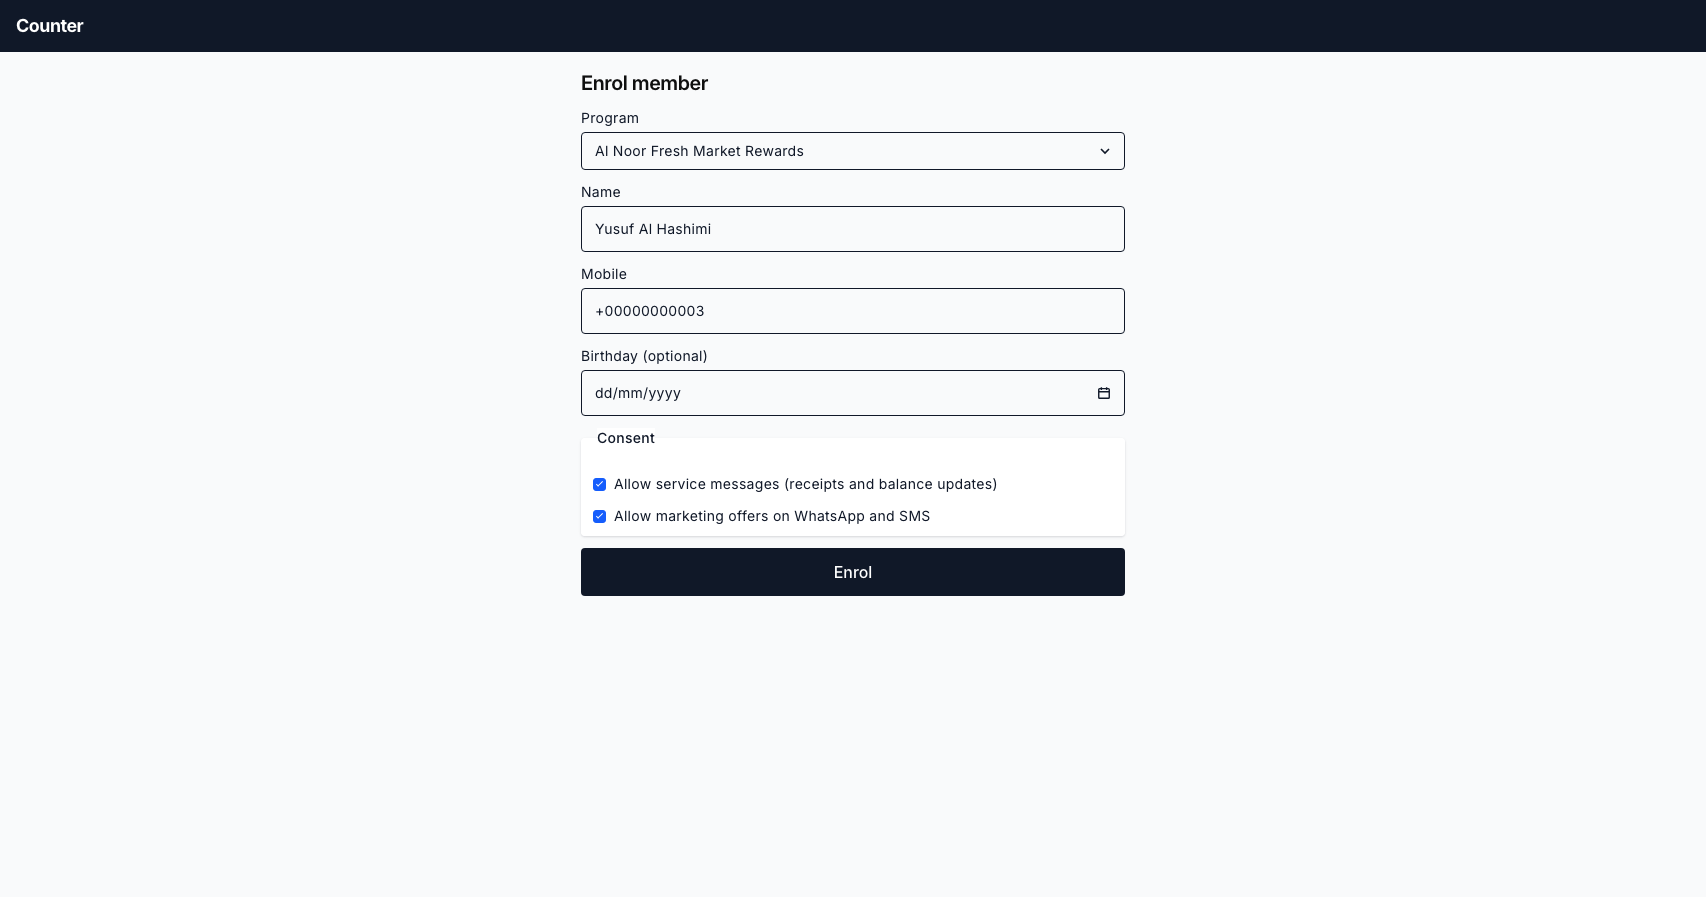 Counter
Enrol member
Program
Al Noor Fresh Market Rewards
Name
Yusuf Al Hashimi
Mobile
+00000000003
Birthday (optional)
dd/mm/yyyy
Consent
Allow service messages (receipts and balance updates)
Allow marketing offers on WhatsApp and SMS
Enrol